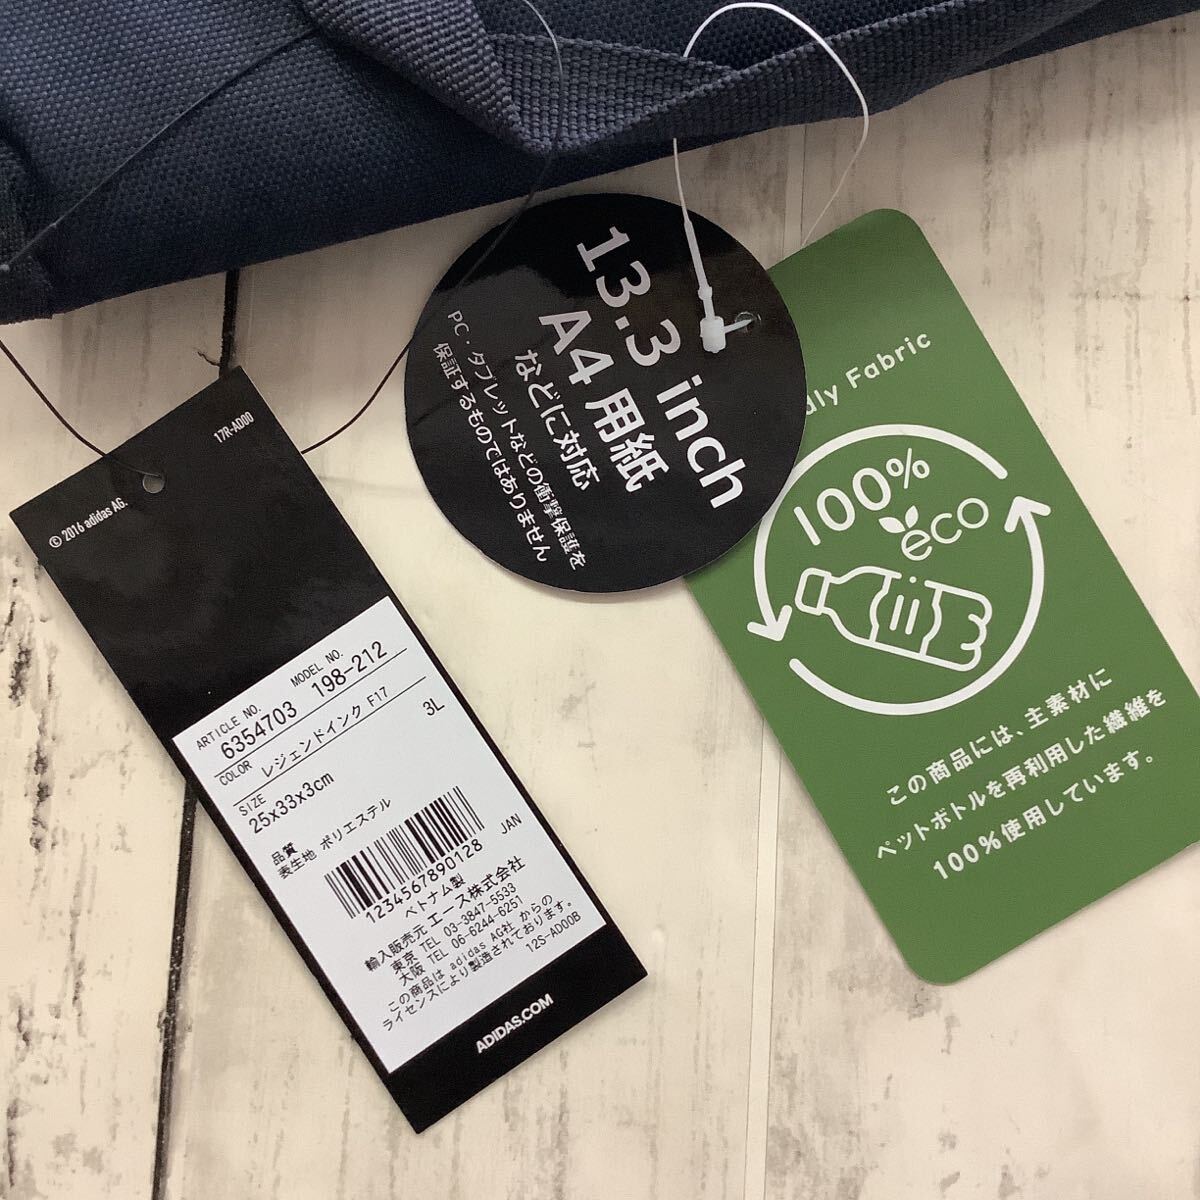 17R-AD00
© 2016 adidas AG.
ARTICLE NO.
MODEL NO.
6354703
198-212
COLOR
レジェンドインク F17
SIZE
3L
25x33x3cm
品質
表生地 ポリエステル
JAN
1234567890128
ベトナム製
輸入販売元 エース株式会社
東京 TEL 03-3847-5533
大阪 TEL 06-6244-6251
この商品は adidas AG社 からの
ライセンスにより製造されております。
12S-AD00B
ADIDAS.COM
13.3 inch
A4 用紙
などに対応
PC・タブレットなどの衝撃保護を
保証するものではありません
Fabric
100%
eco
この商品には、主素材に
ペットボトルを再利用した繊維を
100%使用しています。